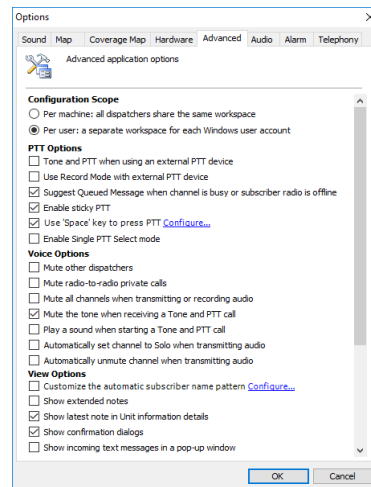 Options
Sound Map Coverage Map Hardware Advanced Audio Alarm Telephony
Advanced application options
Configuration Scope
Per machine: all dispatchers share the same workspace
Per user: a separate workspace for each Windows user account
PTT Options
Tone and PTT when using an external PTT device
Use Record Mode with external PTT device
Suggest Queued Message when channel is busy or subscriber radio is offline
Enable sticky PTT
Use 'Space' key to press PTT Configure...
Enable Single PTT Select mode
Voice Options
Mute other dispatchers
Mute radio-to-radio private calls
Mute all channels when transmitting or recording audio
Mute the tone when receiving a Tone and PTT call
Play a sound when starting a Tone and PTT call
Automatically set channel to Solo when transmitting audio
Automatically unmute channel when transmitting audio
View Options
Customize the automatic subscriber name pattern Configure...
Show extended notes
Show latest note in Unit information details
Show confirmation dialogs
Show incoming text messages in a pop-up window
OK Cancel